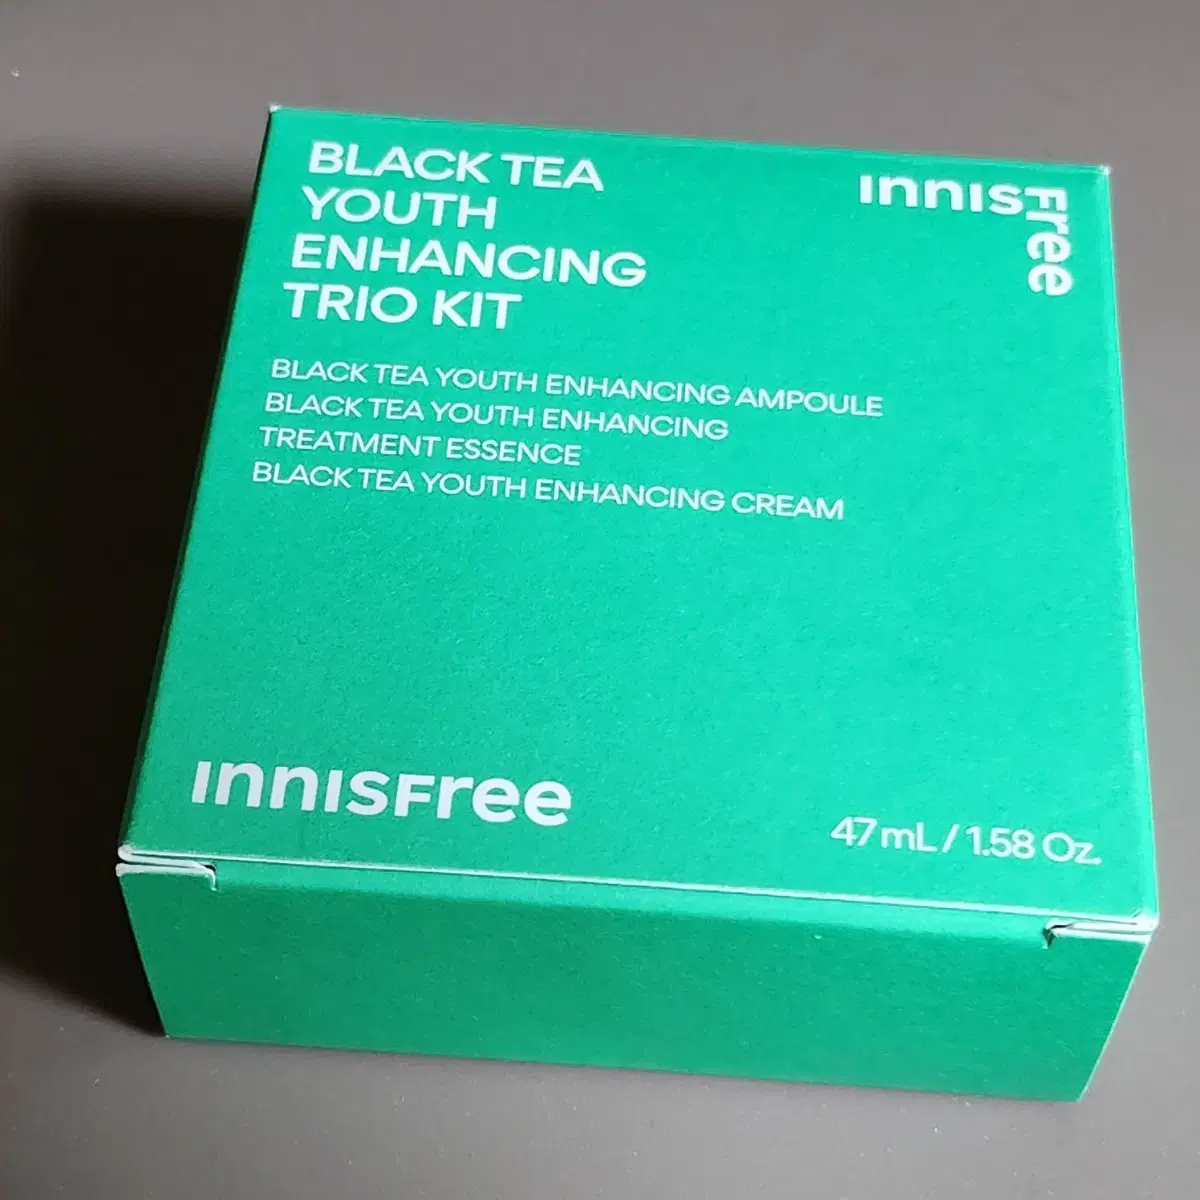 BLACK TEA
YOUTH
ENHANCING
TRIO KIT
INNISFree
BLACK TEA YOUTH ENHANCING AMPOULE
BLACK TEA YOUTH ENHANCING
TREATMENT ESSENCE
BLACK TEA YOUTH ENHANCING CREAM
INNISFree
47 mL / 1.58 Oz.